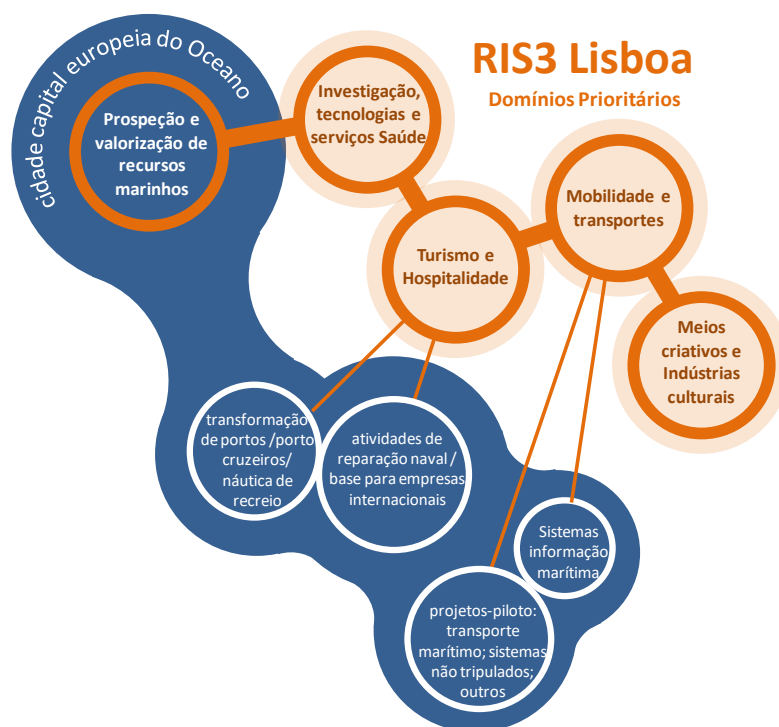 RIS3 Lisboa
Domínios Prioritários
cidade capital europeia do Oceano
Prospeção e
valorização de
recursos
marinhos
Investigação,
tecnologias e
serviços Saúde
Turismo e
Hospitalidade
Mobilidade e
transportes
Meios
criativos e
Indústrias
culturais
transformação
de portos /porto
cruzeiros/
náutica de
recreio
atividades de
reparação naval /
base para empresas
internacionais
Sistemas
informação
marítima
projetos-piloto:
transporte
marítimo; sistemas
não tripulados;
outros